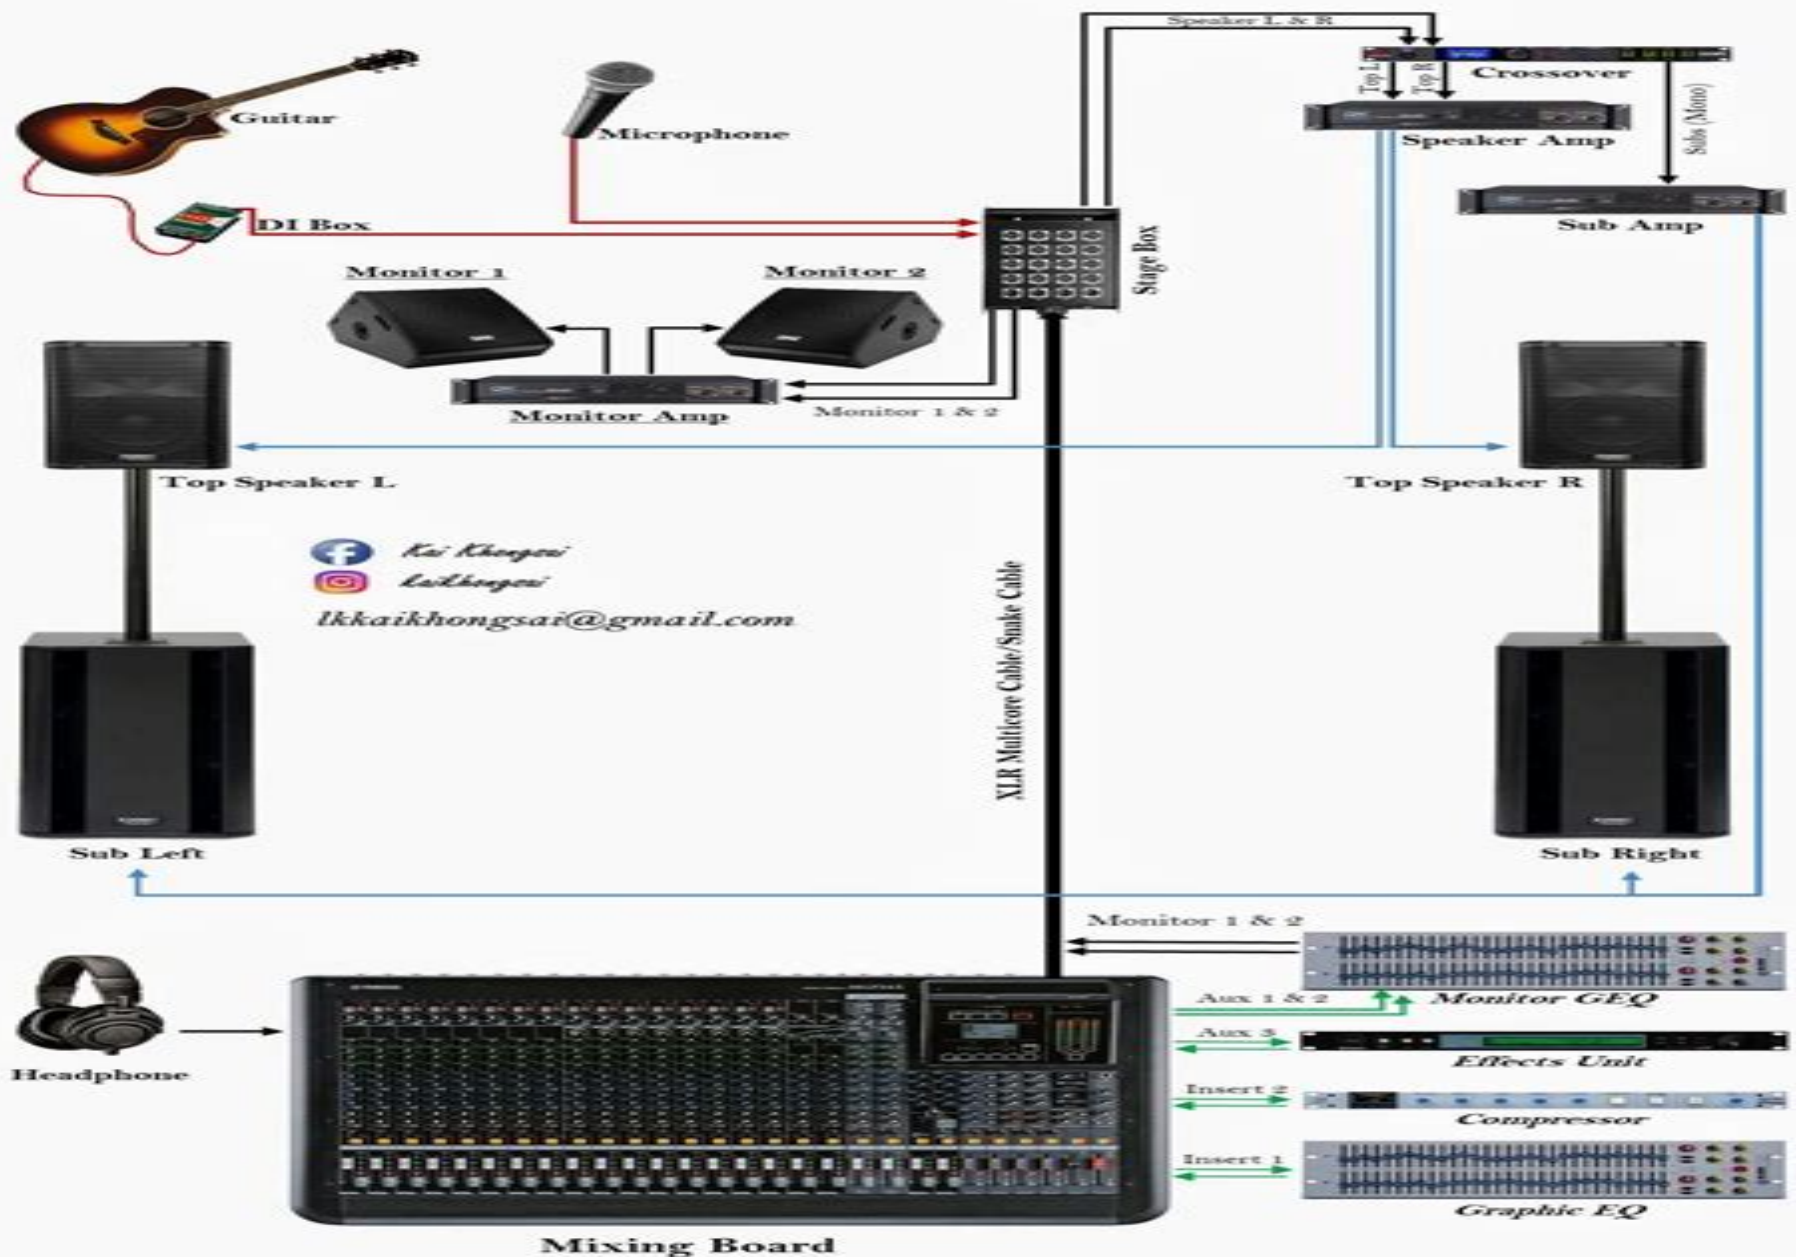 Speaker L & R
Crossover
Top L
Top R
Subs (Mono)
Guitar
Microphone
Speaker Amp
DI Box
Sub Amp
Stage Box
Monitor 1
Monitor 2
Monitor Amp
Monitor 1 & 2
Top Speaker L
Top Speaker R
Kai Khongsai
kaikhongsai
lkkaikhongsai@gmail.com
XLR Multicore Cable/Snake Cable
Sub Left
Sub Right
Monitor 1 & 2
Aux 1 & 2
Monitor GEQ
Aux 3
Effects Unit
Headphone
Insert 2
Compressor
Insert 1
Graphic EQ
Mixing Board